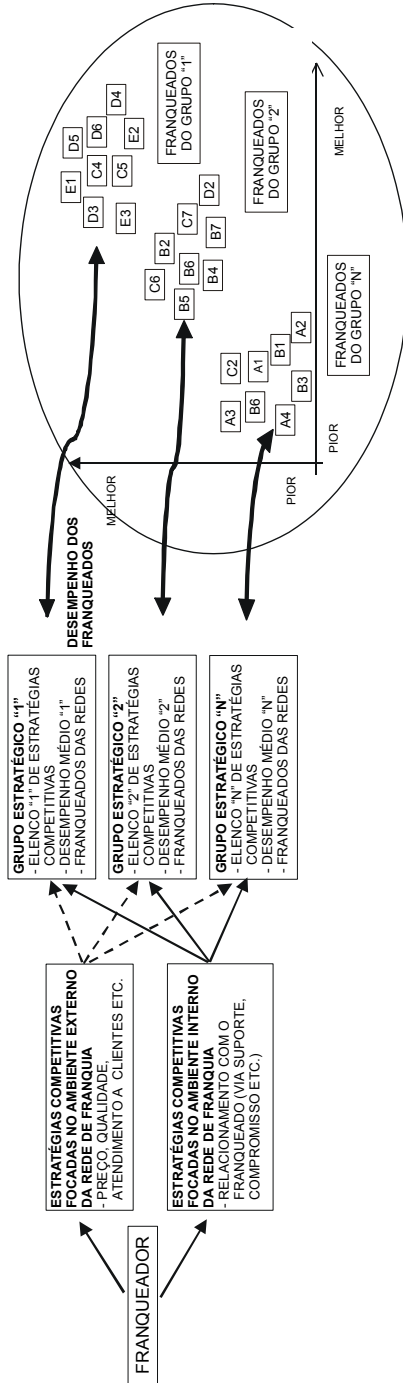 FRANQUEADOR
ESTRATÉGIAS COMPETITIVAS
FOCADAS NO AMBIENTE EXTERNO
DA REDE DE FRANQUIA
- PREÇO, QUALIDADE,
ATENDIMENTO A CLIENTES ETC.
ESTRATÉGIAS COMPETITIVAS
FOCADAS NO AMBIENTE INTERNO
DA REDE DE FRANQUIA
- RELACIONAMENTO COM O
FRANQUEADO (VIA SUPORTE,
COMPROMISSO ETC.)
GRUPO ESTRATÉGICO “1”
- ELENCO “1” DE ESTRATÉGIAS
COMPETITIVAS
- DESEMPENHO MÉDIO “1”
- FRANQUEADOS DAS REDES
GRUPO ESTRATÉGICO “2”
- ELENCO “2” DE ESTRATÉGIAS
COMPETITIVAS
- DESEMPENHO MÉDIO “2”
- FRANQUEADOS DAS REDES
GRUPO ESTRATÉGICO “N”
- ELENCO “N” DE ESTRATÉGIAS
COMPETITIVAS
- DESEMPENHO MÉDIO “N”
- FRANQUEADOS DAS REDES
DESEMPENHO DOS
FRANQUEADOS
MELHOR
PIOR
PIOR
MELHOR
E1
D5
D3
C4
D6
D4
E3
C5
E2
FRANQUEADOS
DO GRUPO “1”
C6
B2
B5
B6
C7
B4
B7
D2
FRANQUEADOS
DO GRUPO “2”
A3
C2
B6
A1
A4
B1
B3
A2
FRANQUEADOS
DO GRUPO “N”